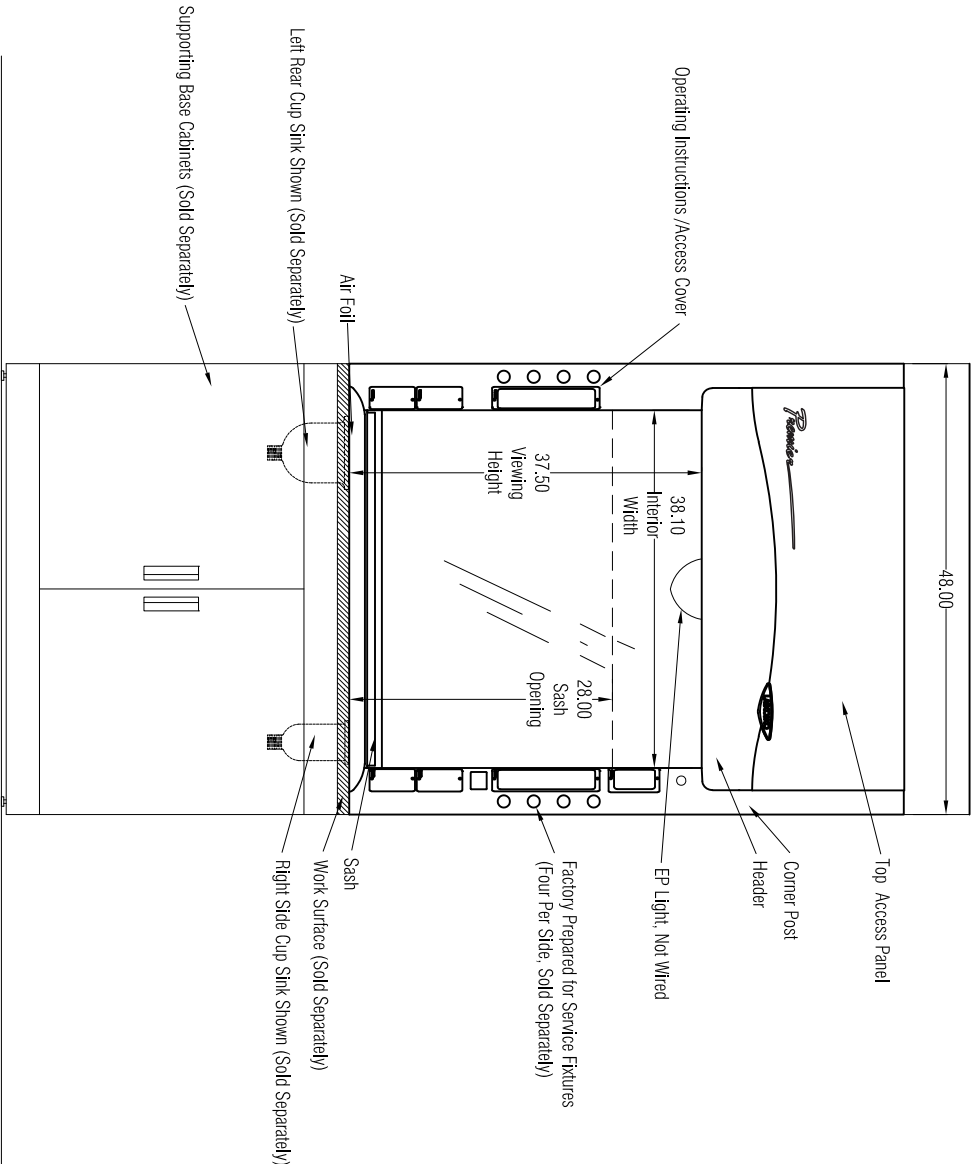 48.00
Top Access Panel
Premier
Corner Post
Header
Operating Instructions /Access Cover
38.10
Interior
Width
EP Light, Not Wired
37.50
Viewing
Height
28.00
Sash
Opening
Factory Prepared for Service Fixtures
(Four Per Side, Sold Separately)
Air Foil
Sash
Left Rear Cup Sink Shown (Sold Separately)
Work Surface (Sold Separately)
Right Side Cup Sink Shown (Sold Separately)
Supporting Base Cabinets (Sold Separately)